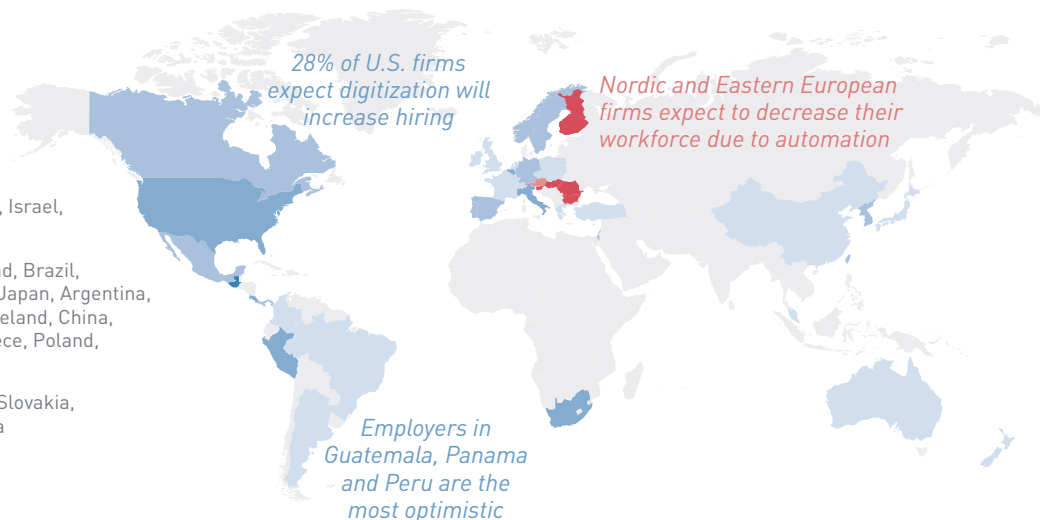 28% of U.S. firms
expect digitization will
increase hiring
Nordic and Eastern European
firms expect to decrease their
workforce due to automation
, Israel,
Brazil,
Japan, Argentina,
China,
Poland,
Slovakia,
Employers in
Guatemala, Panama
and Peru are the
most optimistic